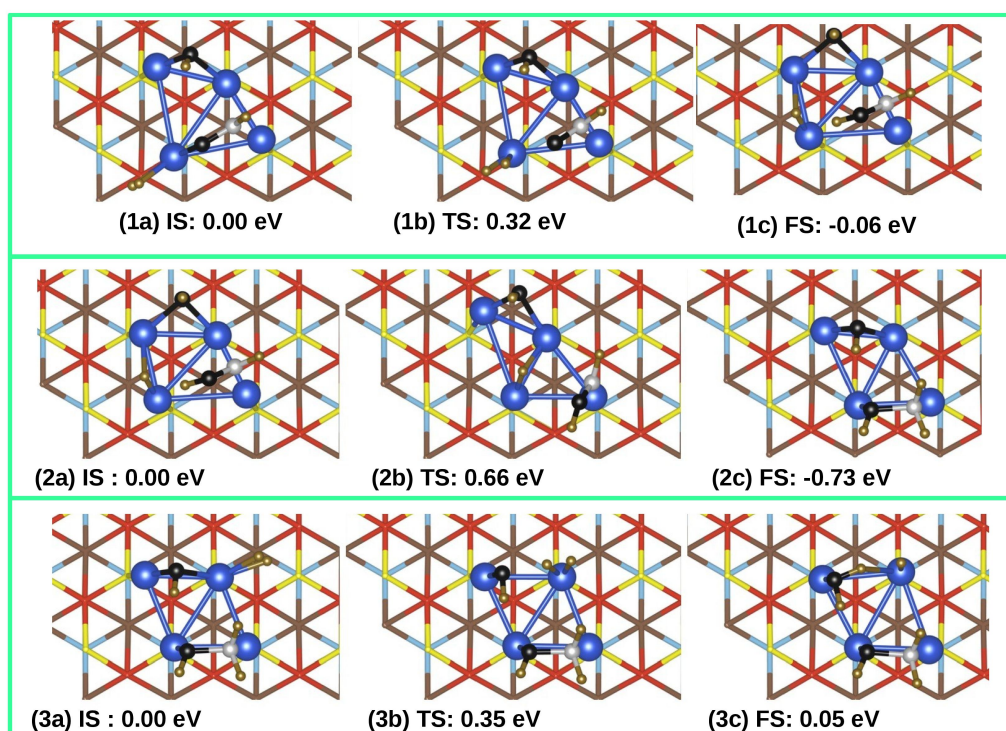 (1a) IS: 0.00 eV
(1b) TS: 0.32 eV
(1c) FS: -0.06 eV
(2a) IS : 0.00 eV
(2b) TS: 0.66 eV
(2c) FS: -0.73 eV
(3a) IS : 0.00 eV
(3b) TS: 0.35 eV
(3c) FS: 0.05 eV